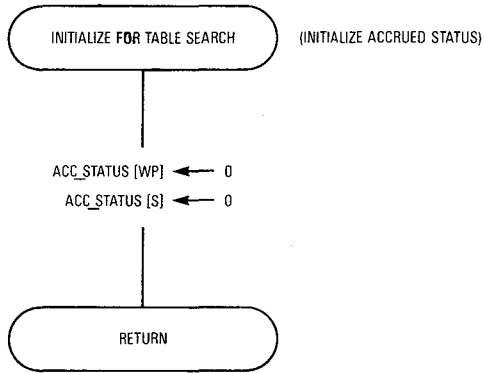 INITIALIZE FOR TABLE SEARCH (INITIALIZE ACCRUED STATUS)
ACC_STATUS [WP] ← 0
ACC_STATUS [S] ← 0
RETURN